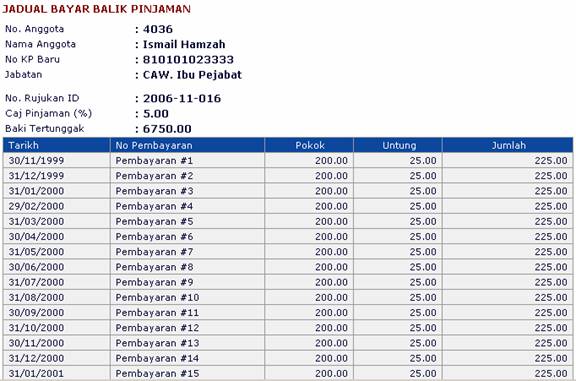 JADUAL BAYAR BALIK PINJAMAN
No. Anggota : 4036
Nama Anggota : Ismail Hamzah
No KP Baru : 810101023333
Jabatan : CAW. Ibu Pejabat
No. Rujukan ID : 2006-11-016
Caj Pinjaman (%) : 5.00
Baki Tertunggak : 6750.00
Tarikh No Pembayaran Pokok Untung Jumlah
30/11/1999 Pembayaran #1 200.00 25.00 225.00
31/12/1999 Pembayaran #2 200.00 25.00 225.00
31/01/2000 Pembayaran #3 200.00 25.00 225.00
29/02/2000 Pembayaran #4 200.00 25.00 225.00
31/03/2000 Pembayaran #5 200.00 25.00 225.00
30/04/2000 Pembayaran #6 200.00 25.00 225.00
31/05/2000 Pembayaran #7 200.00 25.00 225.00
30/06/2000 Pembayaran #8 200.00 25.00 225.00
31/07/2000 Pembayaran #9 200.00 25.00 225.00
31/08/2000 Pembayaran #10 200.00 25.00 225.00
30/09/2000 Pembayaran #11 200.00 25.00 225.00
31/10/2000 Pembayaran #12 200.00 25.00 225.00
30/11/2000 Pembayaran #13 200.00 25.00 225.00
31/12/2000 Pembayaran #14 200.00 25.00 225.00
31/01/2001 Pembayaran #15 200.00 25.00 225.00